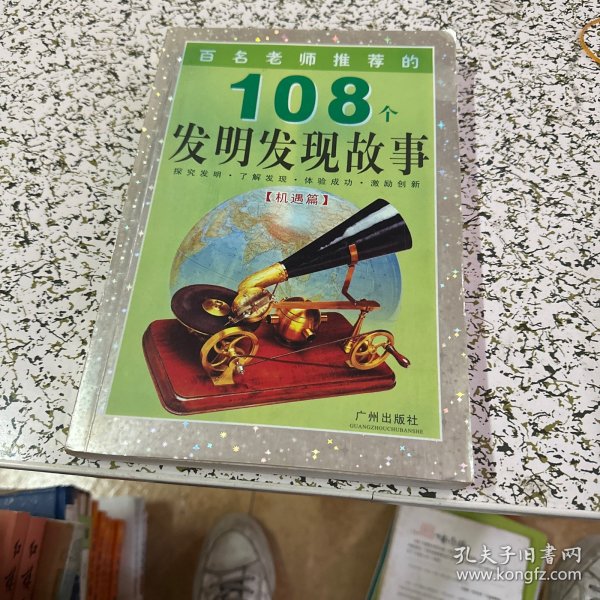 百名老师推荐的
108个
发明发现故事
探究发明·了解发现·体验成功·激励创新
【机遇篇】
广州出版社
GUANGZHOUCHUBANSHE
孔夫子旧书网
www.kongfz.com